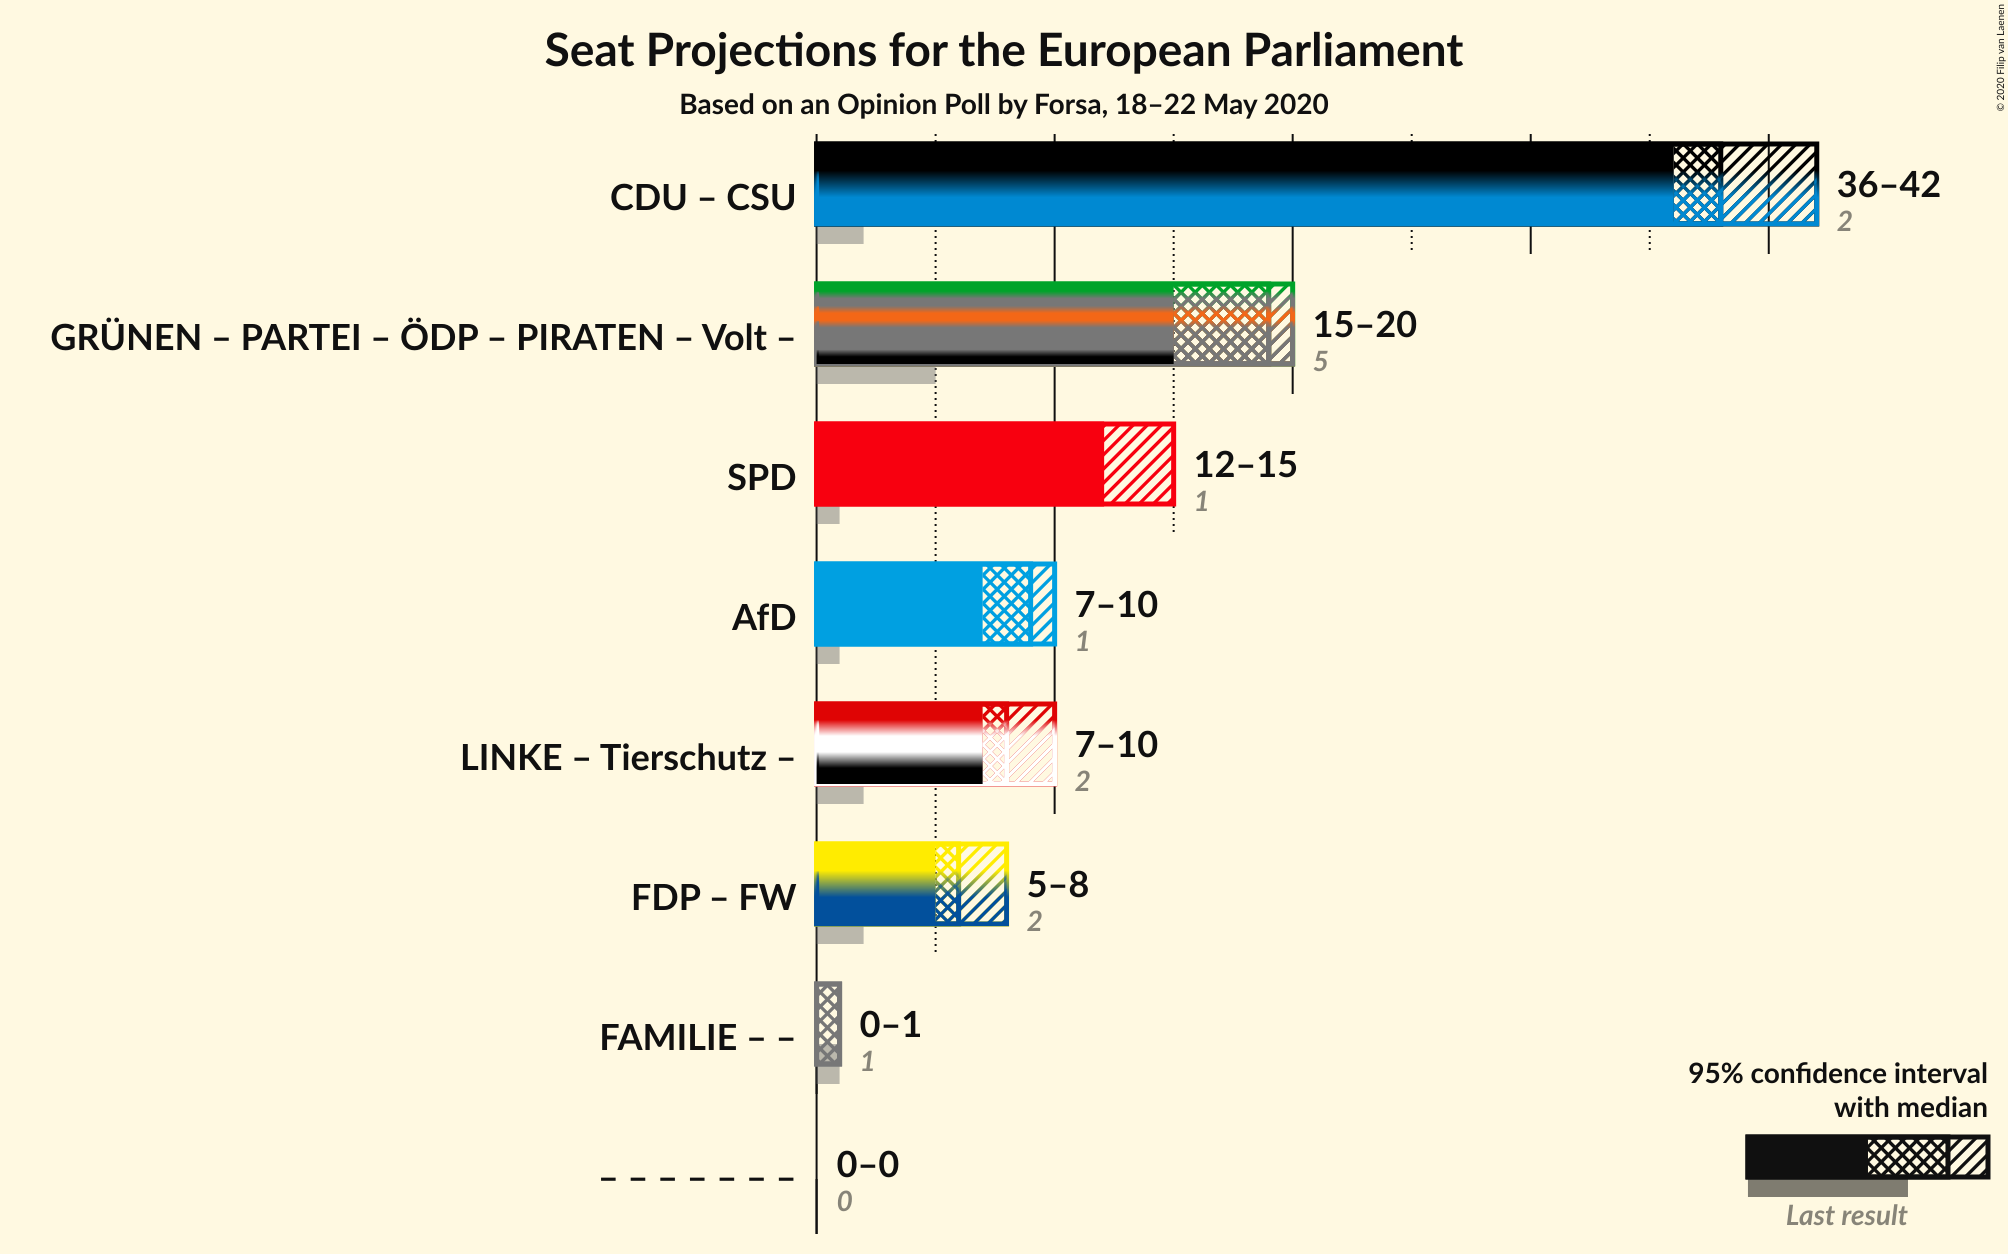 Seat Projections for the European Parliament
Based on an Opinion Poll by Forsa, 18–22 May 2020
© 2020 Filip van Laenen
CDU – CSU
36–42
2
GRÜNEN – PARTEI – ÖDP – PIRATEN – Volt –
15–20
5
SPD
12–15
1
AfD
7–10
1
LINKE – Tierschutz –
7–10
2
FDP – FW
5–8
2
FAMILIE – –
0–1
1
– – – – – – –
0–0
0
95% confidence interval
with median
Last result